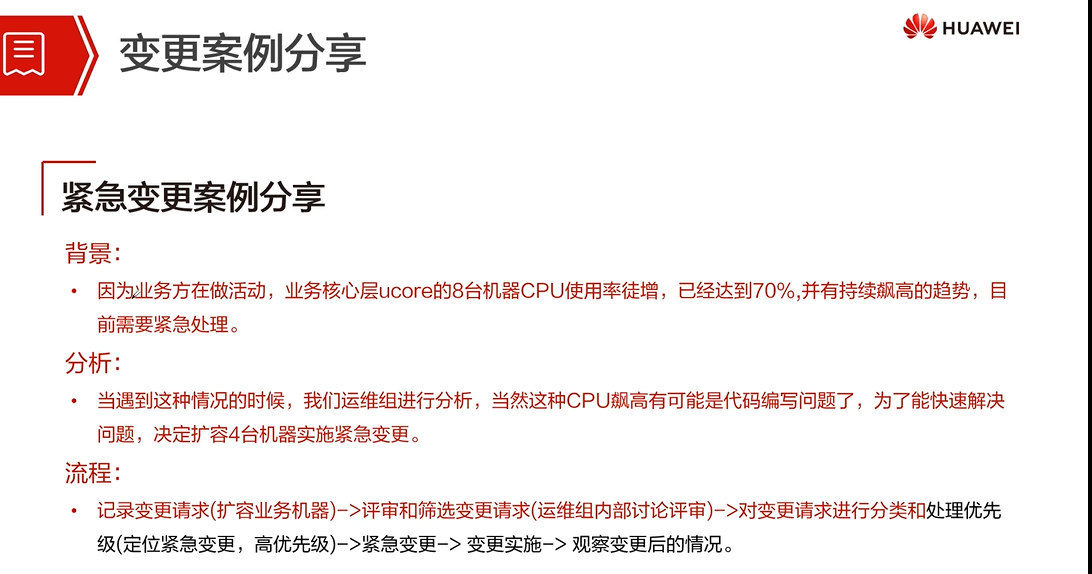 变更案例分享
HUAWEI
紧急变更案例分享
背景：
• 因为业务方在做活动，业务核心层ucore的8台机器CPU使用率徒增，已经达到70%,并有持续飙高的趋势，目
前需要紧急处理。
分析：
• 当遇到这种情况的时候，我们运维组进行分析，当然这种CPU飙高有可能是代码编写问题了，为了能快速解决
问题，决定扩容4台机器实施紧急变更。
流程：
• 记录变更请求(扩容业务机器)->评审和筛选变更请求(运维组内部讨论评审)->对变更请求进行分类和处理优先
级(定位紧急变更，高优先级)->紧急变更-> 变更实施-> 观察变更后的情况。